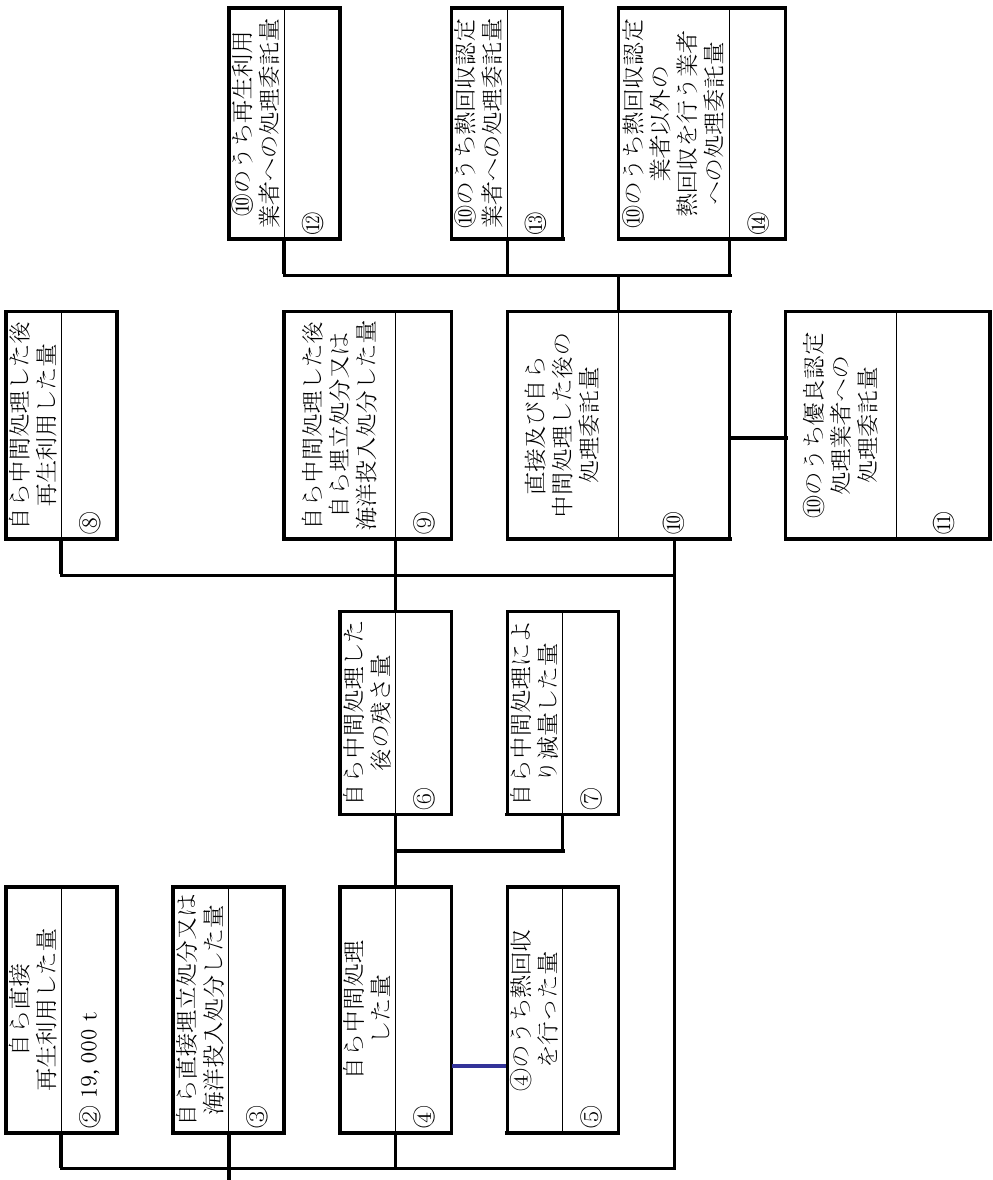 自ら直接
再生利用した量
② 19,000 t
自ら中間処理した後
再生利用した量
⑧
自ら直接埋立処分又は
海洋投入処分した量
③
⑩のうち再生利用
業者への処理委託量
⑫
自ら中間処理
した量
④
自ら中間処理した
後の残さ量
⑥
自ら中間処理した後
自ら埋立処分又は
海洋投入処分した量
⑨
⑩のうち熱回収認定
業者への処理委託量
⑬
④のうち熱回収
を行った量
⑤
自ら中間処理によ
り減量した量
⑦
直接及び自ら
中間処理した後の
処理委託量
⑩
⑩のうち熱回収認定
業者以外の
熱回収を行う業者
への処理委託量
⑭
⑩のうち優良認定
処理業者への
処理委託量
⑪